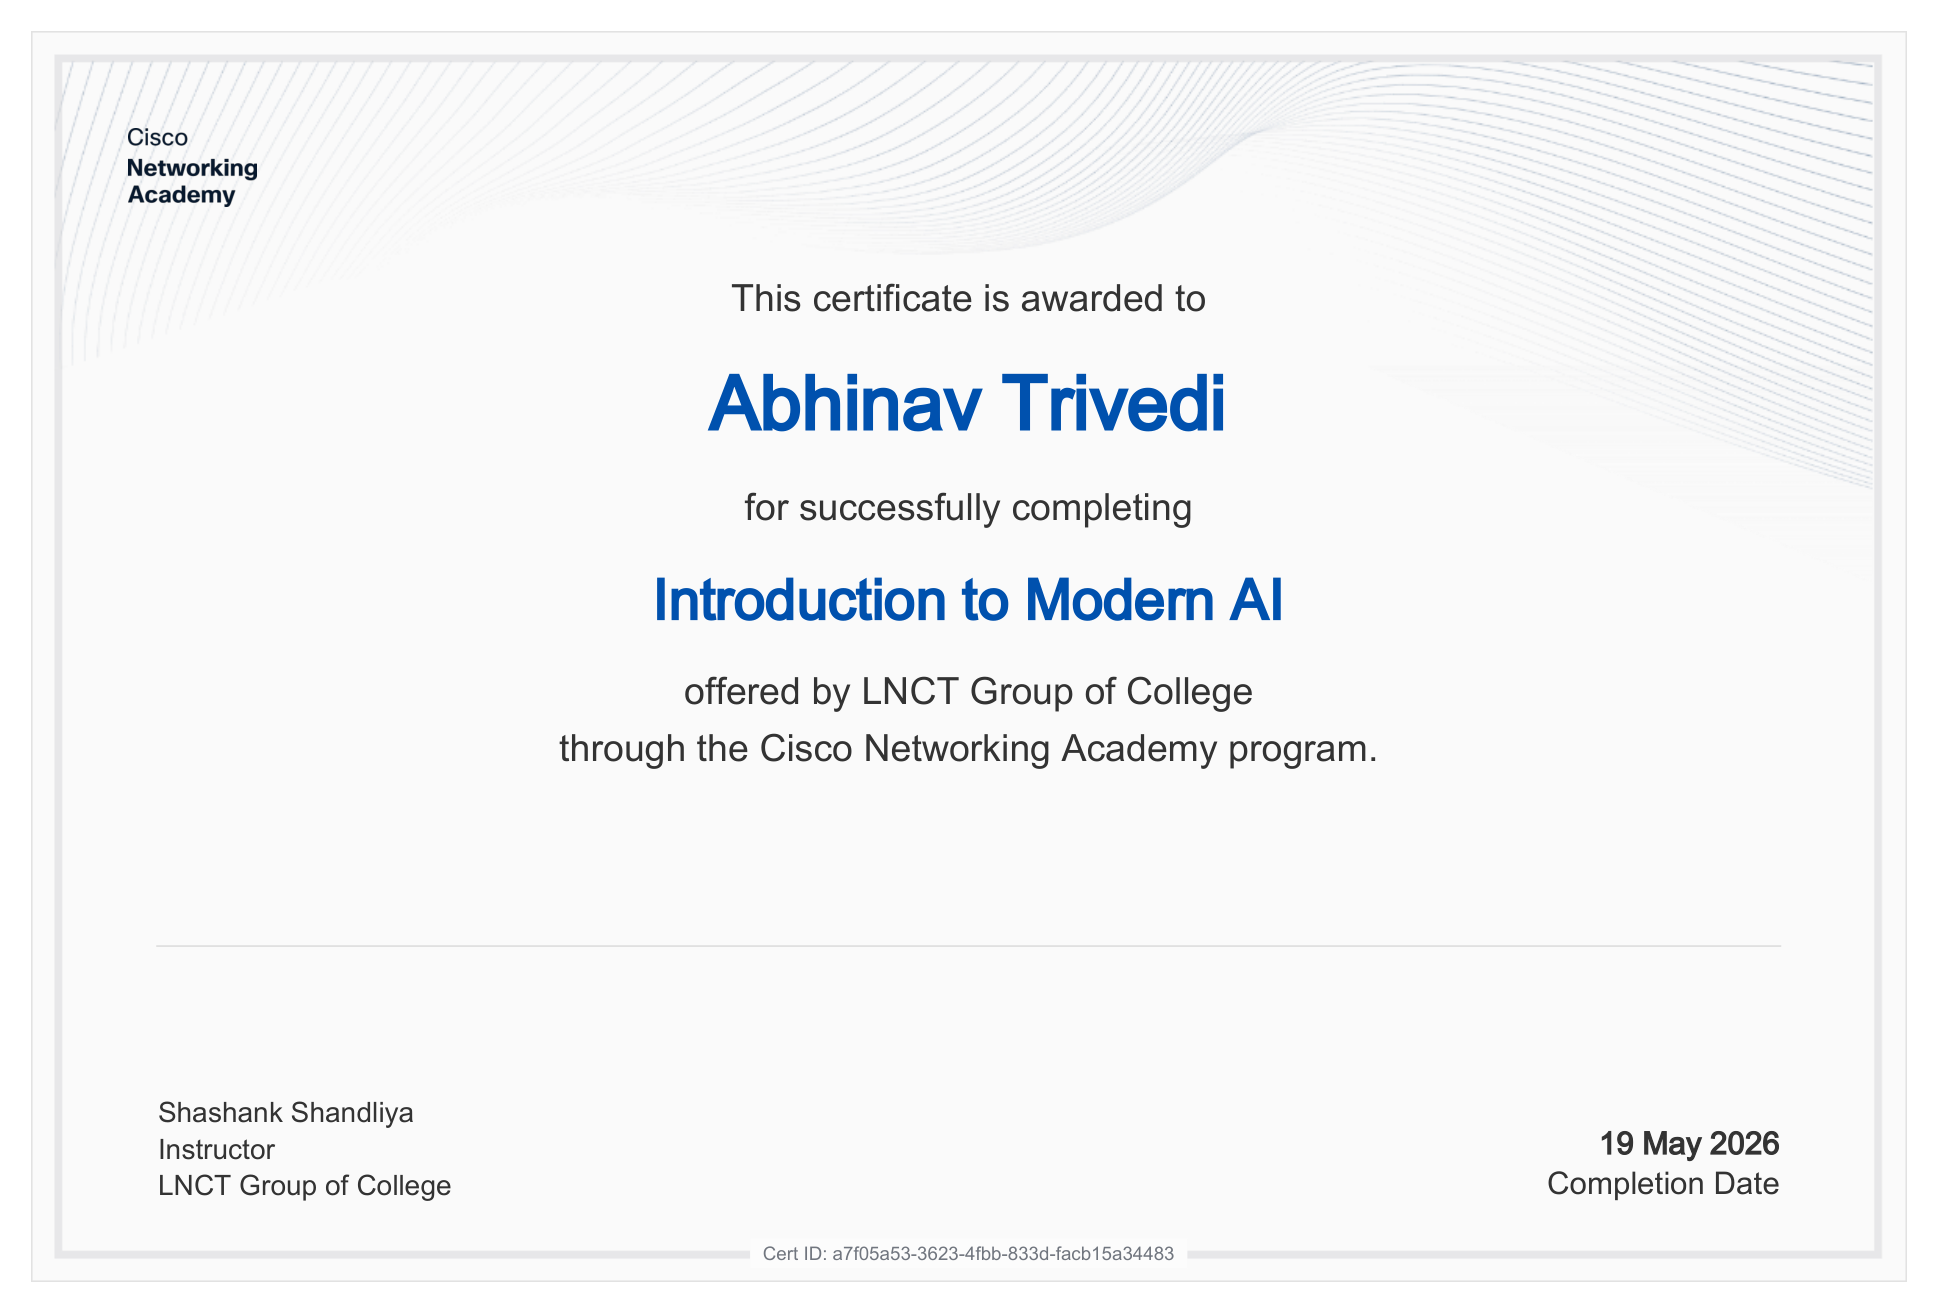 Cisco
Networking
Academy
This certificate is awarded to
Abhinav Trivedi
for successfully completing
Introduction to Modern AI
offered by LNCT Group of College
through the Cisco Networking Academy program.
Shashank Shandliya
Instructor
LNCT Group of College
19 May 2026
Completion Date
Cert ID: a7f05a53-3623-4fbb-833d-facb15a34483